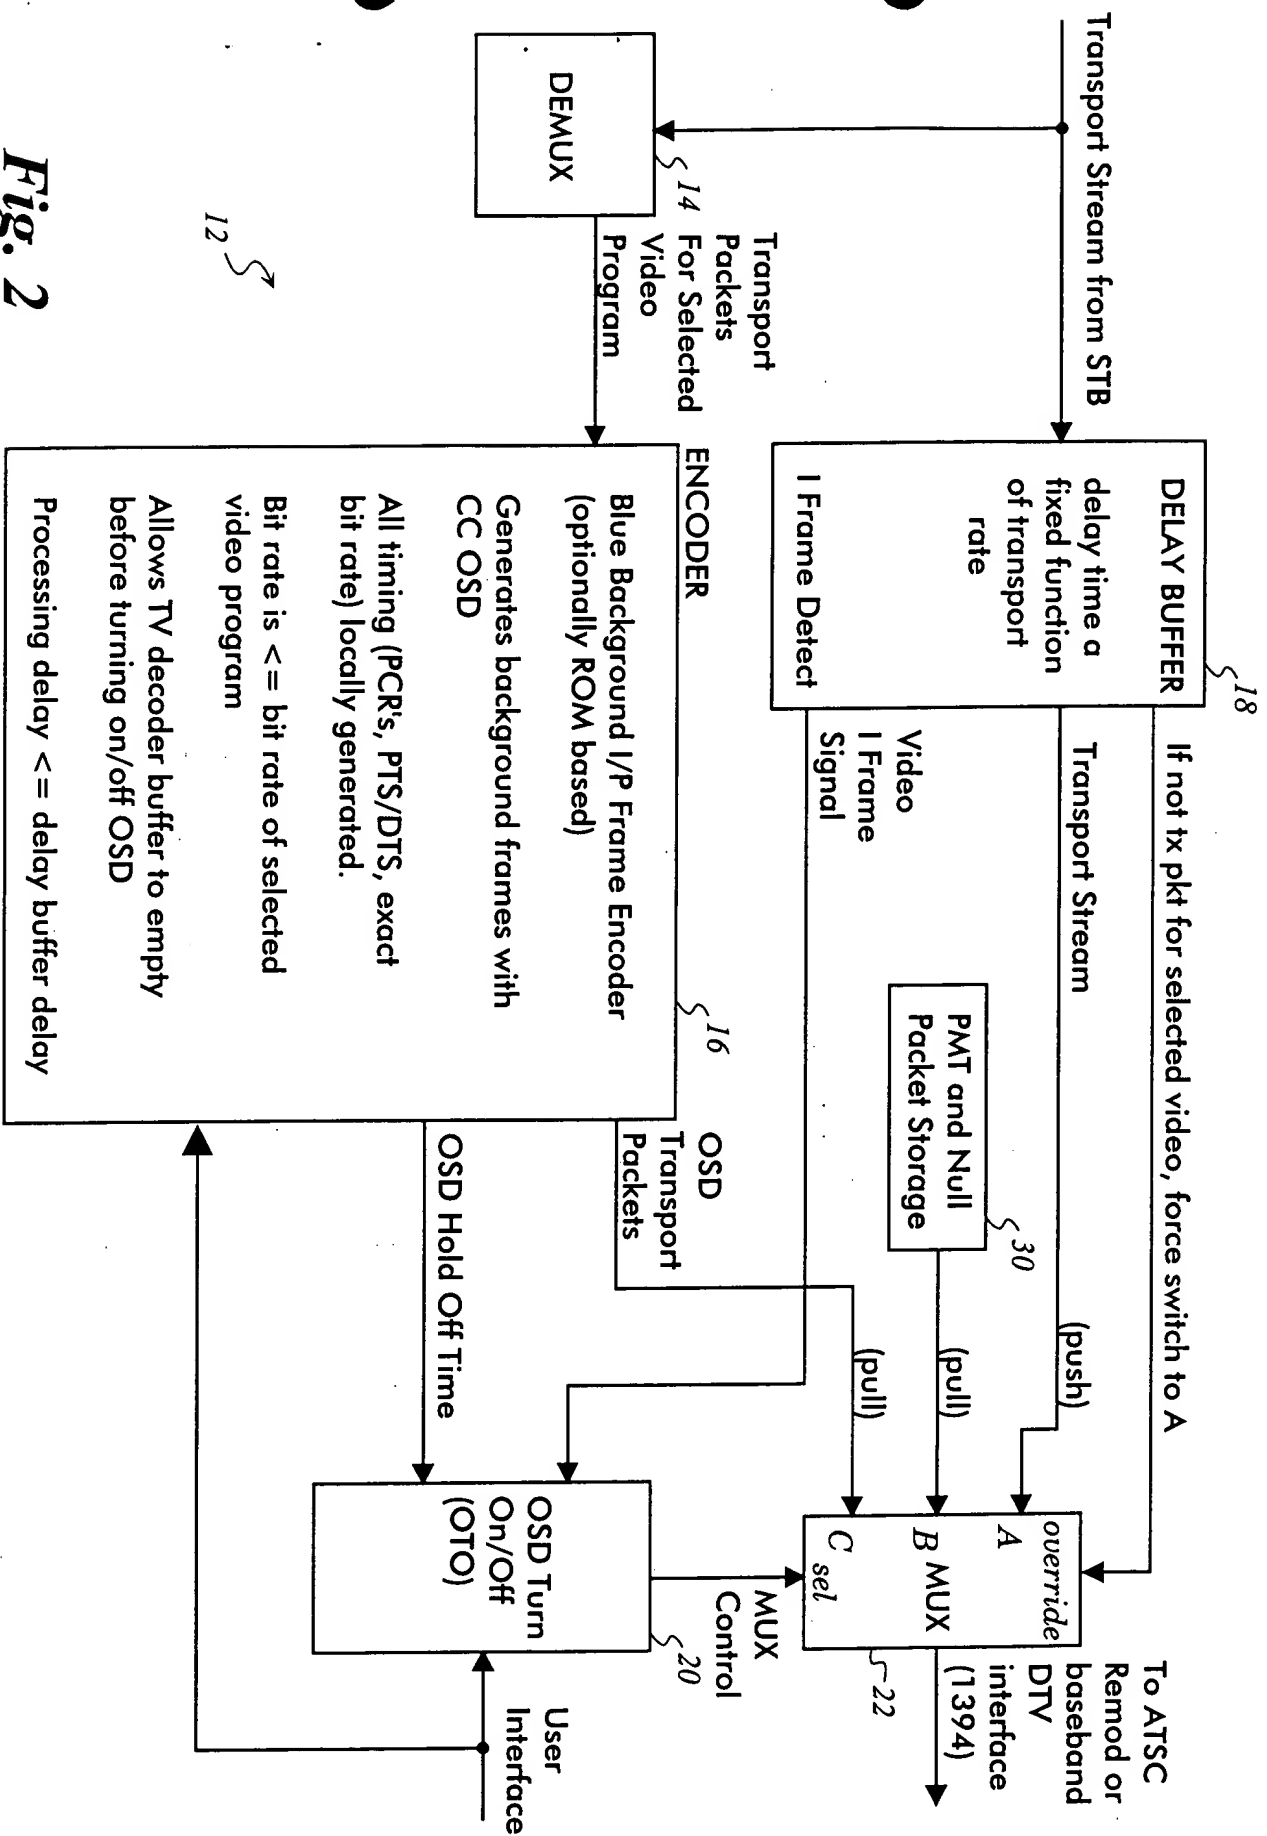 Transport Stream from STB
DELAY BUFFER
18
delay time a
fixed function
of transport
rate
I Frame Detect
If not tx pkt for selected video, force switch to A
Transport Stream
(push)
Video
I Frame
Signal
PMT and Null
Packet Storage
30
(pull)
(pull)
override
A
B
MUX
C
sel
22
To ATSC
Remod or
baseband
DTV
interface
(1394)
DEMUX
14
Transport
Packets
For Selected
Video
Program
ENCODER
16
Blue Background I/P Frame Encoder
(optionally ROM based)
Generates background frames with
CC OSD
All timing (PCR's, PTS/DTS, exact
bit rate) locally generated.
Bit rate is <= bit rate of selected
video program
Allows TV decoder buffer to empty
before turning on/off OSD
Processing delay <= delay buffer delay
OSD
Transport
Packets
OSD Hold Off Time
OSD Turn
On/Off
(OTO)
20
MUX
Control
User
Interface
12
Fig. 2